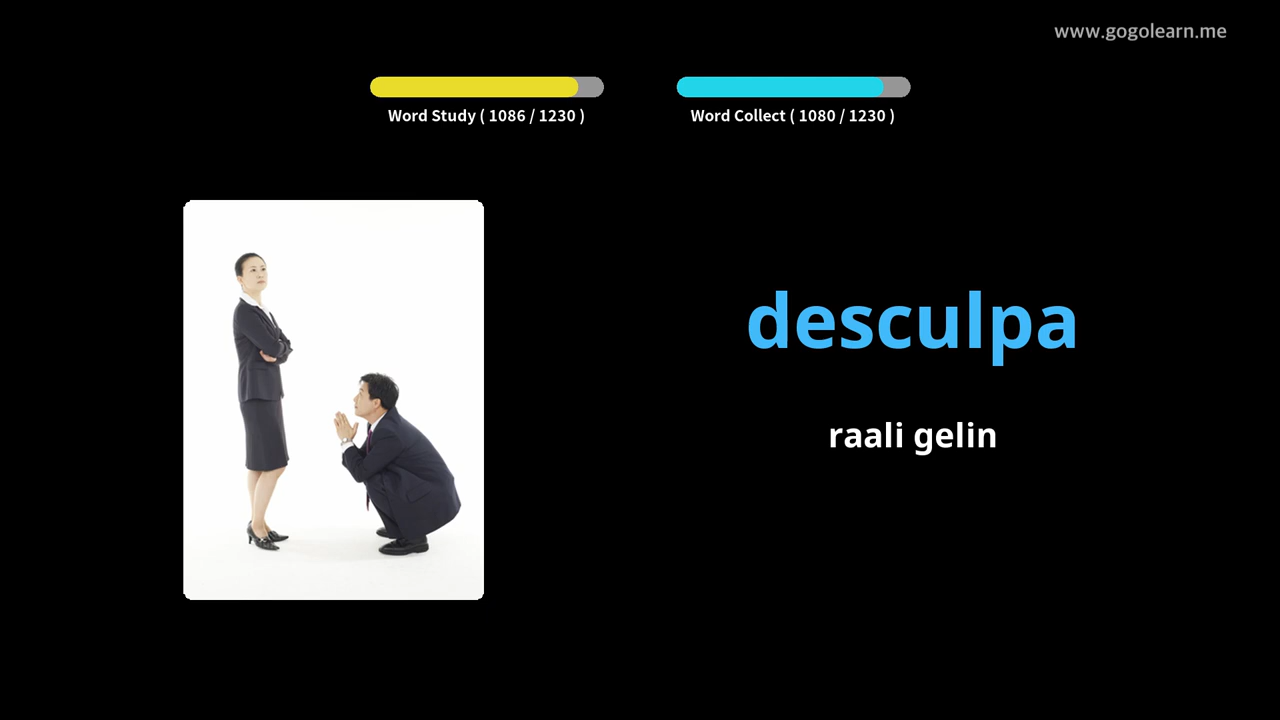 www.gogolearn.me
Word Study ( 1086 / 1230 )
Word Collect ( 1080 / 1230 )
desculpa
raali gelin